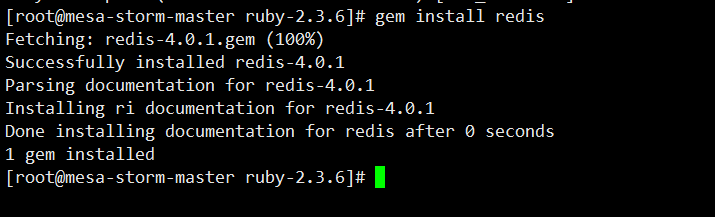 [root@mesa-storm-master ruby-2.3.6]# gem install redis
Fetching: redis-4.0.1.gem (100%)
Successfully installed redis-4.0.1
Parsing documentation for redis-4.0.1
Installing ri documentation for redis-4.0.1
Done installing documentation for redis after 0 seconds
1 gem installed
[root@mesa-storm-master ruby-2.3.6]#